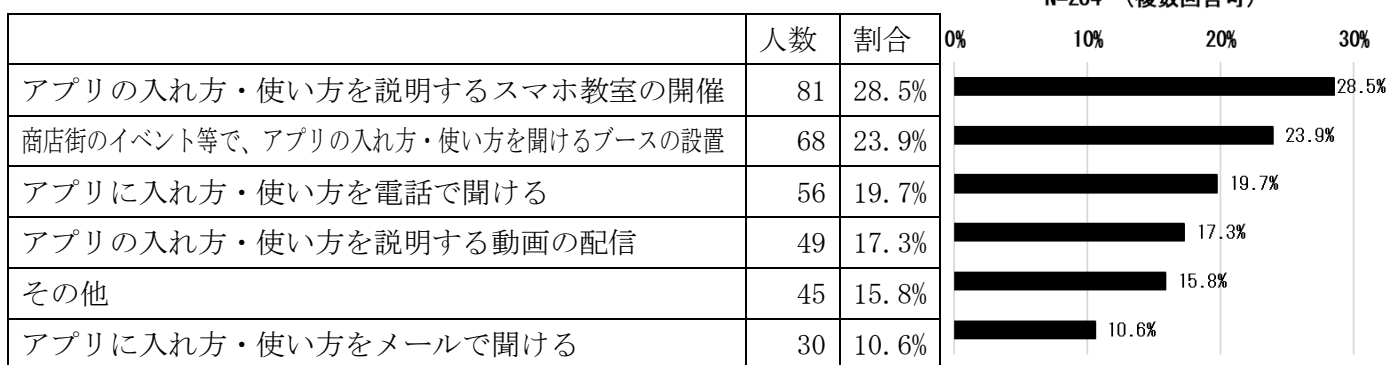 人数 割合 0% 10% 20% 30%
アプリの入れ方・使い方を説明するスマホ教室の開催 81 28.5% 28.5%
商店街のイベント等で、アプリの入れ方・使い方を聞けるブースの設置 68 23.9% 23.9%
アプリに入れ方・使い方を電話で聞ける 56 19.7% 19.7%
アプリの入れ方・使い方を説明する動画の配信 49 17.3% 17.3%
その他 45 15.8% 15.8%
アプリに入れ方・使い方をメールで聞ける 30 10.6% 10.6%